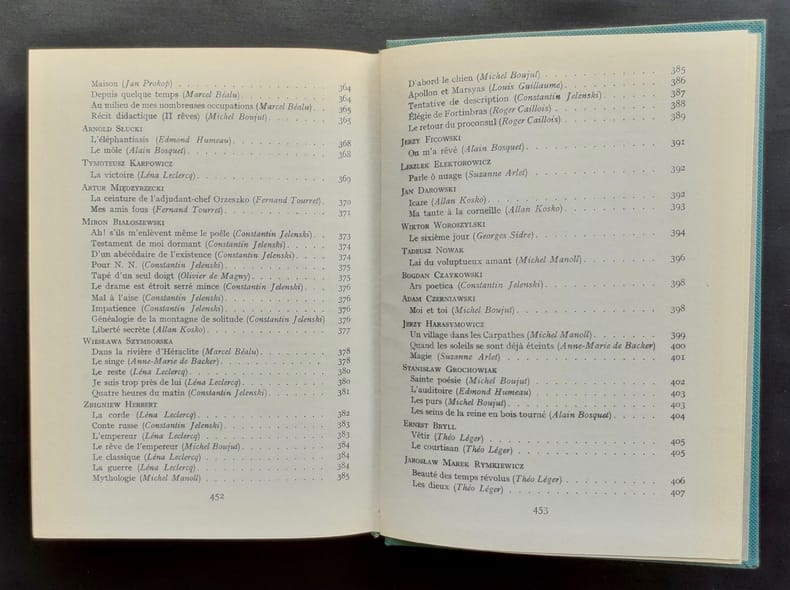 Maison (Jan Prokop) . . . . . . . . . . 364
Depuis quelque temps (Marcel Béalu) . . . . . . . . . . 364
Au milieu de mes nombreuses occupations (Marcel Béalu) . . . 365
Récit didactique (II rêves) (Michel Boujut) . . . . . . . . 365
Arnold Słucki
L'éléphantissis (Edmond Humeau) . . . . . . . . . . 368
Le môle (Alain Bosquet) . . . . . . . . . . 368
Tymoteusz Karpowicz
La victoire (Léna Leclercq) . . . . . . . . . . 369
Artur Międzyrzecki
La ceinture de l'adjudant-chef Orzeszko (Fernand Tourret) . . 370
Mes amis fous (Fernand Tourret) . . . . . . . . . . 371
Miron Białoszewski
Ah! s'ils m'enlèvent même le poêle (Constantin Jelenski) . . . 373
Testament de moi dormant (Constantin Jelenski) . . . . . . 374
D'un abécédaire de l'existence (Constantin Jelenski) . . . . 374
Pour N. N. (Constantin Jelenski) . . . . . . . . . . 375
Tapé d'un seul doigt (Olivier de Magny) . . . . . . . . 375
Le drame est étroit serré mince (Constantin Jelenski) . . . . 376
Mal à l'aise (Constantin Jelenski) . . . . . . . . . . 376
Impatience (Constantin Jelenski) . . . . . . . . . . 376
Généalogie de la montagne de solitude (Constantin Jelenski) 376
Liberté secrète (Allan Kosko) . . . . . . . . . . 377
Wiesława Szymborska
Dans la rivière d'Héraclite (Marcel Béalu) . . . . . . . . 378
Le singe (Anne-Marie de Backer) . . . . . . . . . . 378
Le reste (Léna Leclercq) . . . . . . . . . . 380
Je suis trop près de lui (Léna Leclercq) . . . . . . . . 380
Quatre heures du matin (Constantin Jelenski) . . . . . . 381
Zbigniew Herbert
La corde (Léna Leclercq) . . . . . . . . . . 382
Conte russe (Constantin Jelenski) . . . . . . . . . . 383
L'empereur (Léna Leclercq) . . . . . . . . . . 383
Le rêve de l'empereur (Michel Boujut) . . . . . . . . 384
Le classique (Léna Leclercq) . . . . . . . . . . 384
La guerre (Léna Leclercq) . . . . . . . . . . 384
Mythologie (Michel Manoll) . . . . . . . . . . 385
452
D'abord le chien (Michel Boujut) . . . . . . . . . . 385
Apollon et Marsyas (Louis Guillaume) . . . . . . . . 386
Tentative de description (Constantin Jelenski) . . . . . . 387
Élégie de Fortinbras (Roger Caillois) . . . . . . . . 388
Le retour du proconsul (Roger Caillois) . . . . . . . . 389
Jerzy Ficowski
On m'a rêvé (Alain Bosquet) . . . . . . . . . . 391
Leszlek Elektorowicz
Parle ô nuage (Suzanne Arlet) . . . . . . . . . . 392
Jan Darowski
Icare (Allan Kosko) . . . . . . . . . . 392
Ma tante à la corneille (Allan Kosko) . . . . . . . . 393
Wiktor Woroszylski
Le sixième jour (Georges Sidre) . . . . . . . . . . 394
Tadeusz Nowak
Lai du voluptueux amant (Michel Manoll) . . . . . . . . 396
Bogdan Czaykowski
Ars poetica (Constantin Jelenski) . . . . . . . . . . 398
Adam Czerniawski
Moi et toi (Michel Boujut) . . . . . . . . . . 398
Jerzy Harasymowicz
Un village dans les Carpathes (Michel Manoll) . . . . . . 399
Quand les soleils se sont déjà éteints (Anne-Marie de Backer) 400
Magie (Suzanne Arlet) . . . . . . . . . . 401
Stanisław Grochowiak
Sainte poésie (Michel Boujut) . . . . . . . . . . 402
L'auditoire (Edmond Humeau) . . . . . . . . . . 403
Les purs (Michel Boujut) . . . . . . . . . . 403
Les seins de la reine en bois tourné (Alain Bosquet) . . . . 404
Ernest Bryll
Vêtir (Théo Léger) . . . . . . . . . . 405
Le courtisan (Théo Léger) . . . . . . . . . . 405
Jarosław Marek Rymkiewicz
Beauté des temps révolus (Théo Léger) . . . . . . . . 406
Les dieux (Théo Léger) . . . . . . . . . . 407
453